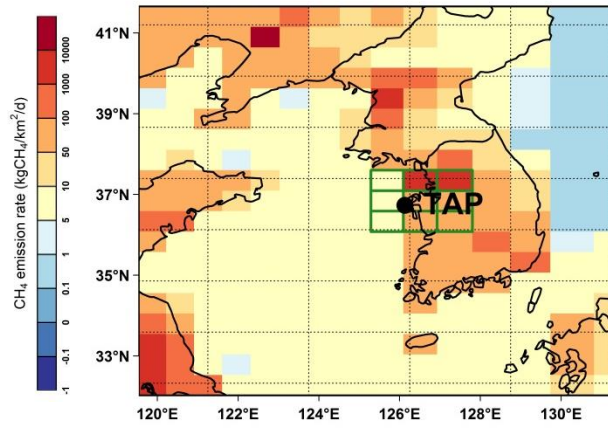 CH₄ emission rate (kgCH₄/km²/d)
10000
1000
100
50
10
5
1
0.1
0
-0.1
-1
41°N
39°N
37°N
35°N
33°N
TAP
120°E 122°E 124°E 126°E 128°E 130°E